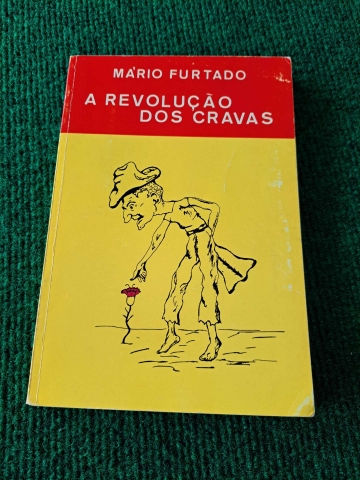 MÁRIO FURTADO
A REVOLUÇÃO
DOS CRAVAS